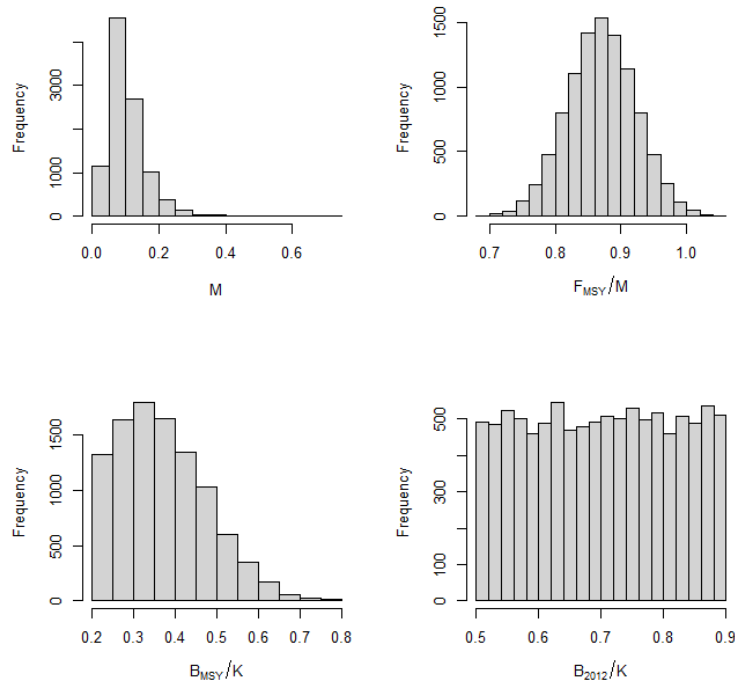 Frequency
0 1000 3000
0.0 0.2 0.4 0.6
M
Frequency
0 500 1000 1500
0.7 0.8 0.9 1.0
FMSY/M
Frequency
0 500 1000 1500
0.2 0.3 0.4 0.5 0.6 0.7 0.8
BMSY/K
Frequency
0 100 300 500
0.5 0.6 0.7 0.8 0.9
B2012/K